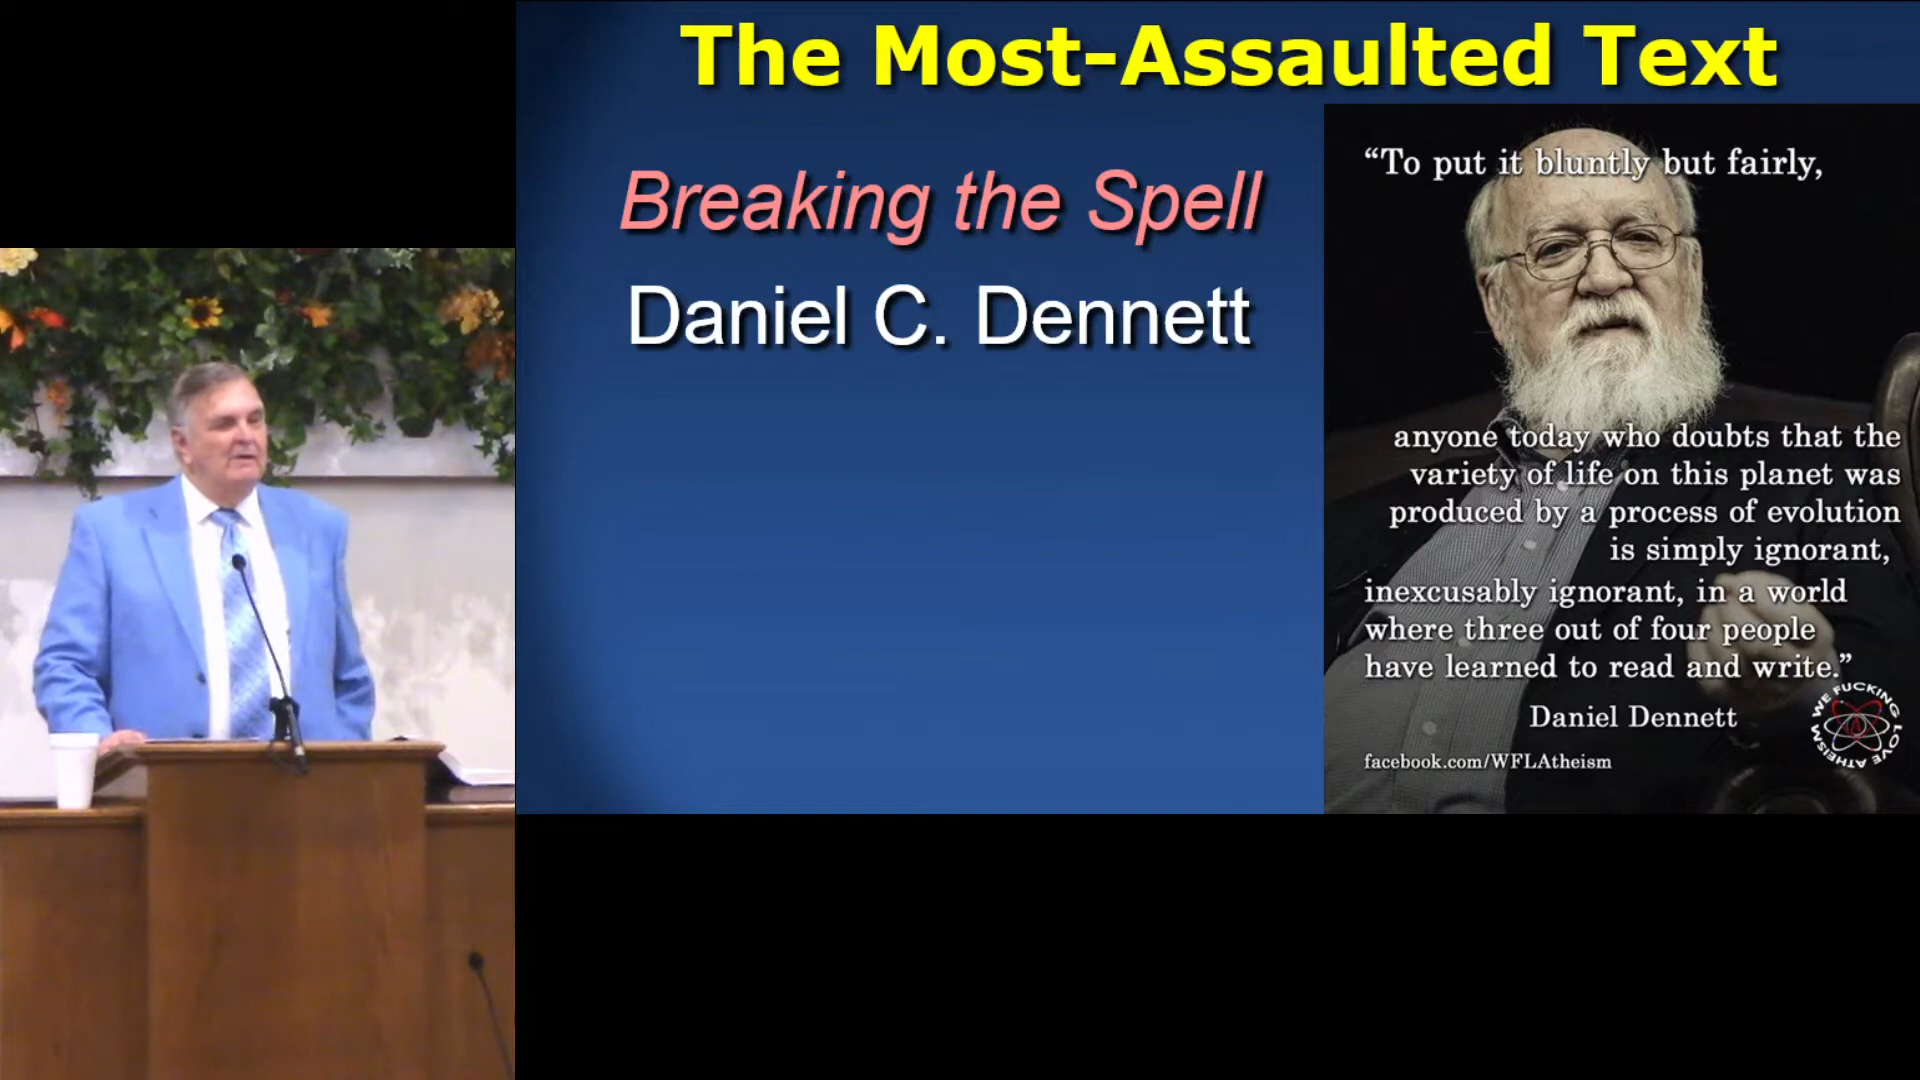 The Most-Assaulted Text
Breaking the Spell
Daniel C. Dennett
“To put it bluntly but fairly,
anyone today who doubts that the
variety of life on this planet was
produced by a process of evolution
is simply ignorant,
inexcusably ignorant, in a world
where three out of four people
have learned to read and write.”
Daniel Dennett
facebook.com/WFLAtheism
WE FUCKING LOVE ATHEISM